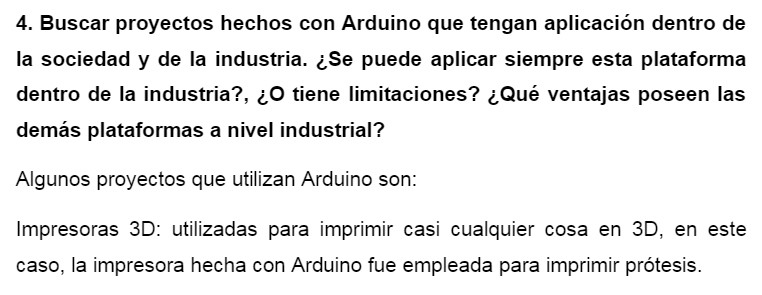 4. Buscar proyectos hechos con Arduino que tengan aplicación dentro de
la sociedad y de la industria. ¿Se puede aplicar siempre esta plataforma
dentro de la industria?, ¿O tiene limitaciones? ¿Qué ventajas poseen las
demás plataformas a nivel industrial?
Algunos proyectos que utilizan Arduino son:
Impresoras 3D: utilizadas para imprimir casi cualquier cosa en 3D, en este
caso, la impresora hecha con Arduino fue empleada para imprimir prótesis.